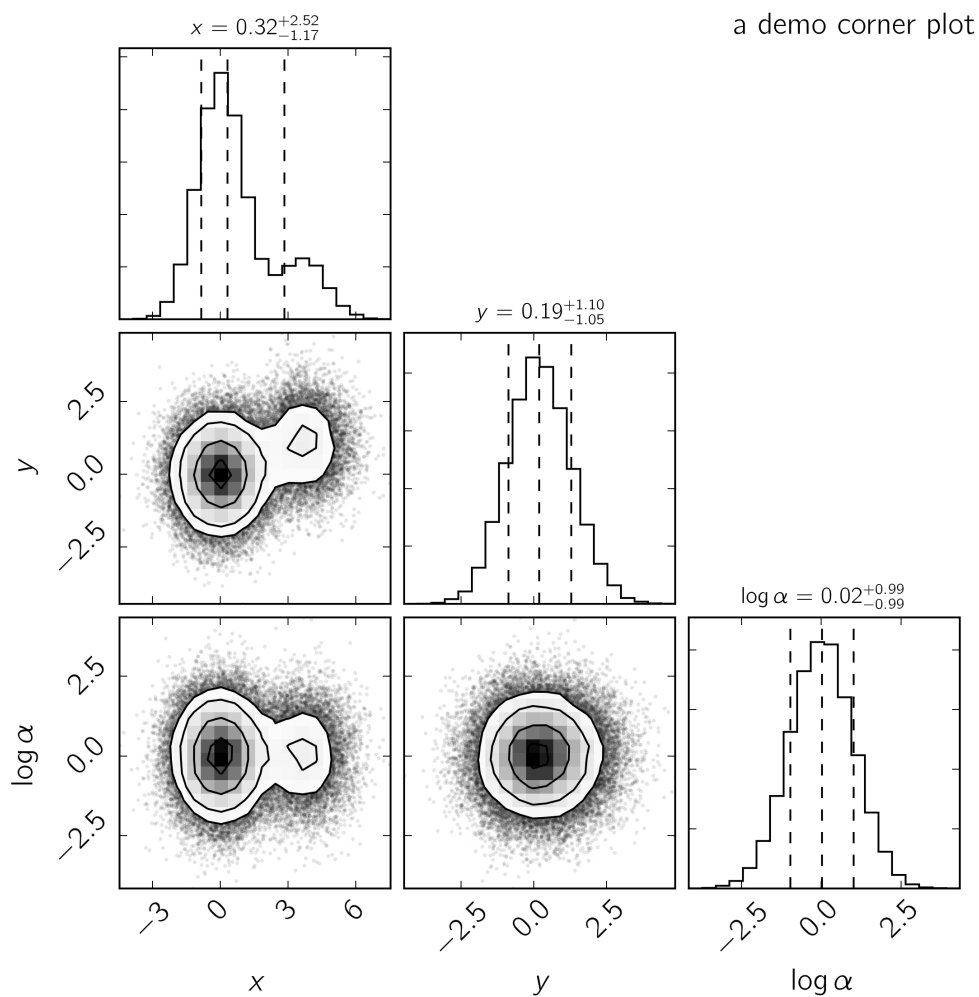 a demo corner plot
x = 0.32+2.52−1.17
y = 0.19+1.10−1.05
2.5
0.0
−2.5
y
log α = 0.02+0.99−0.99
2.5
0.0
−2.5
log α
−3 0 3 6
−2.5 0.0 2.5
−2.5 0.0 2.5
x y log α